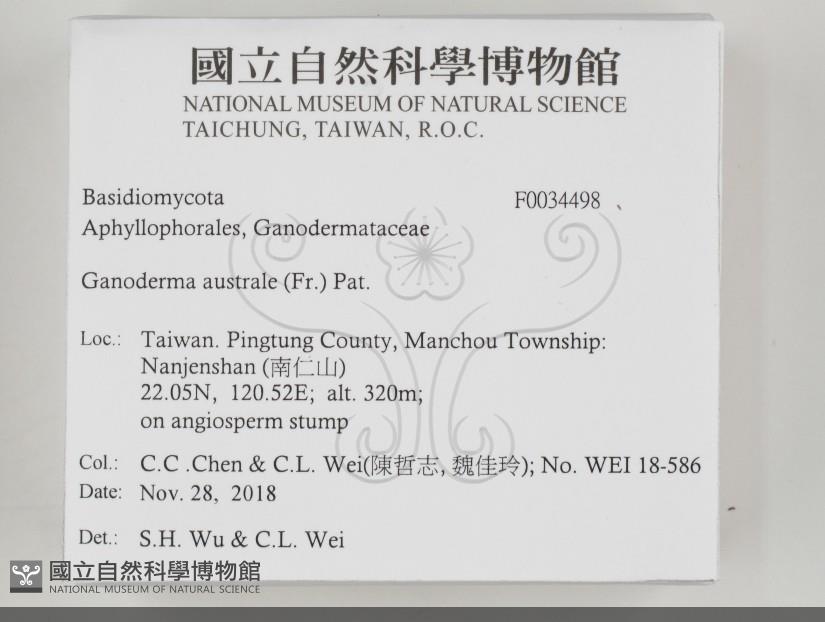 國立自然科學博物館
NATIONAL MUSEUM OF NATURAL SCIENCE
TAICHUNG, TAIWAN, R.O.C.
Basidiomycota F0034498
Aphyllophorales, Ganodermataceae
Ganoderma australe (Fr.) Pat.
Loc.: Taiwan. Pingtung County, Manchou Township:
Nanjenshan (南仁山)
22.05N, 120.52E; alt. 320m;
on angiosperm stump
Col.: C.C .Chen & C.L. Wei(陳哲志, 魏佳玲); No. WEI 18-586
Date: Nov. 28, 2018
Det.: S.H. Wu & C.L. Wei
國立自然科學博物館
NATIONAL MUSEUM OF NATURAL SCIENCE